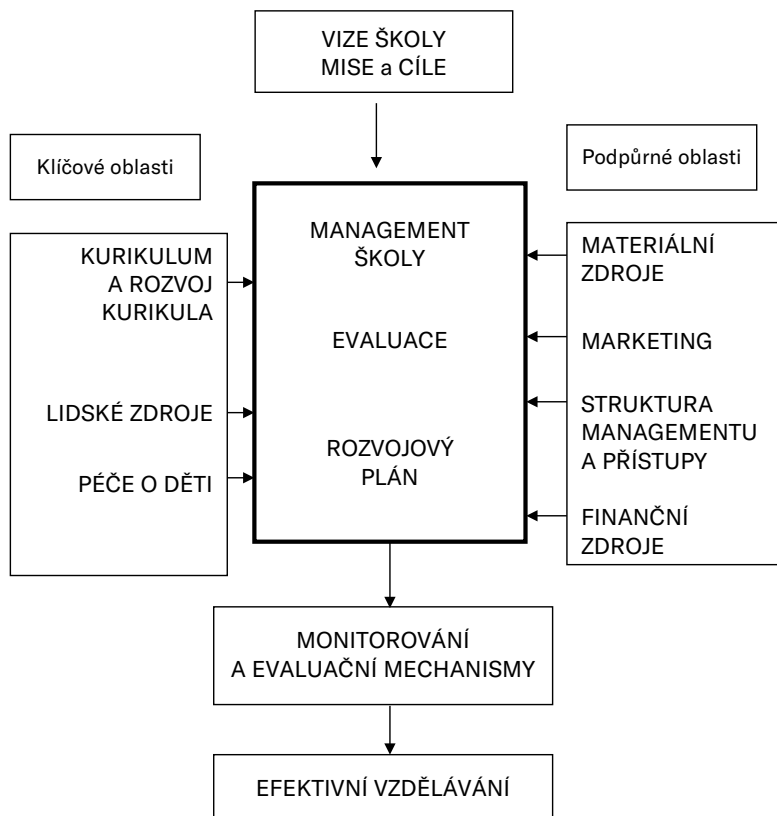 VIZE ŠKOLY
MISE a CÍLE
Klíčové oblasti
Podpůrné oblasti
KURIKULUM
A ROZVOJ
KURIKULA
LIDSKÉ ZDROJE
PÉČE O DĚTI
MANAGEMENT
ŠKOLY
EVALUACE
ROZVOJOVÝ
PLÁN
MATERIÁLNÍ
ZDROJE
MARKETING
STRUKTURA
MANAGEMENTU
A PŘÍSTUPY
FINANČNÍ
ZDROJE
MONITOROVÁNÍ
A EVALUAČNÍ MECHANISMY
EFEKTIVNÍ VZDĚLÁVÁNÍ